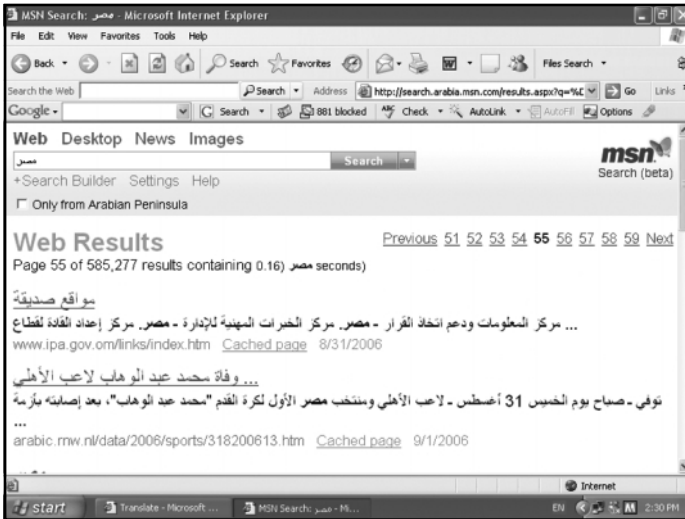 MSN Search: مصر - Microsoft Internet Explorer
File Edit View Favorites Tools Help
Back Search Favorites Files Search
Search the Web Search Address http://search.arabia.msn.com/results.aspx?q=%D Go Links
Google Search 881 blocked Check AutoLink AutoFill Options
Web Desktop News Images
مصر Search
msn
+Search Builder Settings Help
Search (beta)
Only from Arabian Peninsula
Web Results
Previous 51 52 53 54 55 56 57 58 59 Next
Page 55 of 585,277 results containing مصر (0.16 seconds)
مواقع صديقة
... مركز المعلومات ودعم اتخاذ القرار - مصر. مركز الخبرات المهنية للإدارة - مصر. مركز إعداد القادة لقطاع
www.ipa.gov.om/links/index.htm Cached page 8/31/2006
وفاة محمد عبد الوهاب لاعب الأهلي ...
توفي - صباح يوم الخميس 31 أغسطس - لاعب الأهلي ومنتخب مصر الأول لكرة القدم "محمد عبد الوهاب"، بعد إصابته بأزمة
...
arabic.rnw.nl/data/2006/sports/318200613.htm Cached page 9/1/2006
Internet
start Translate - Microsoft ... MSN Search: مصر - M... EN 2:30 PM